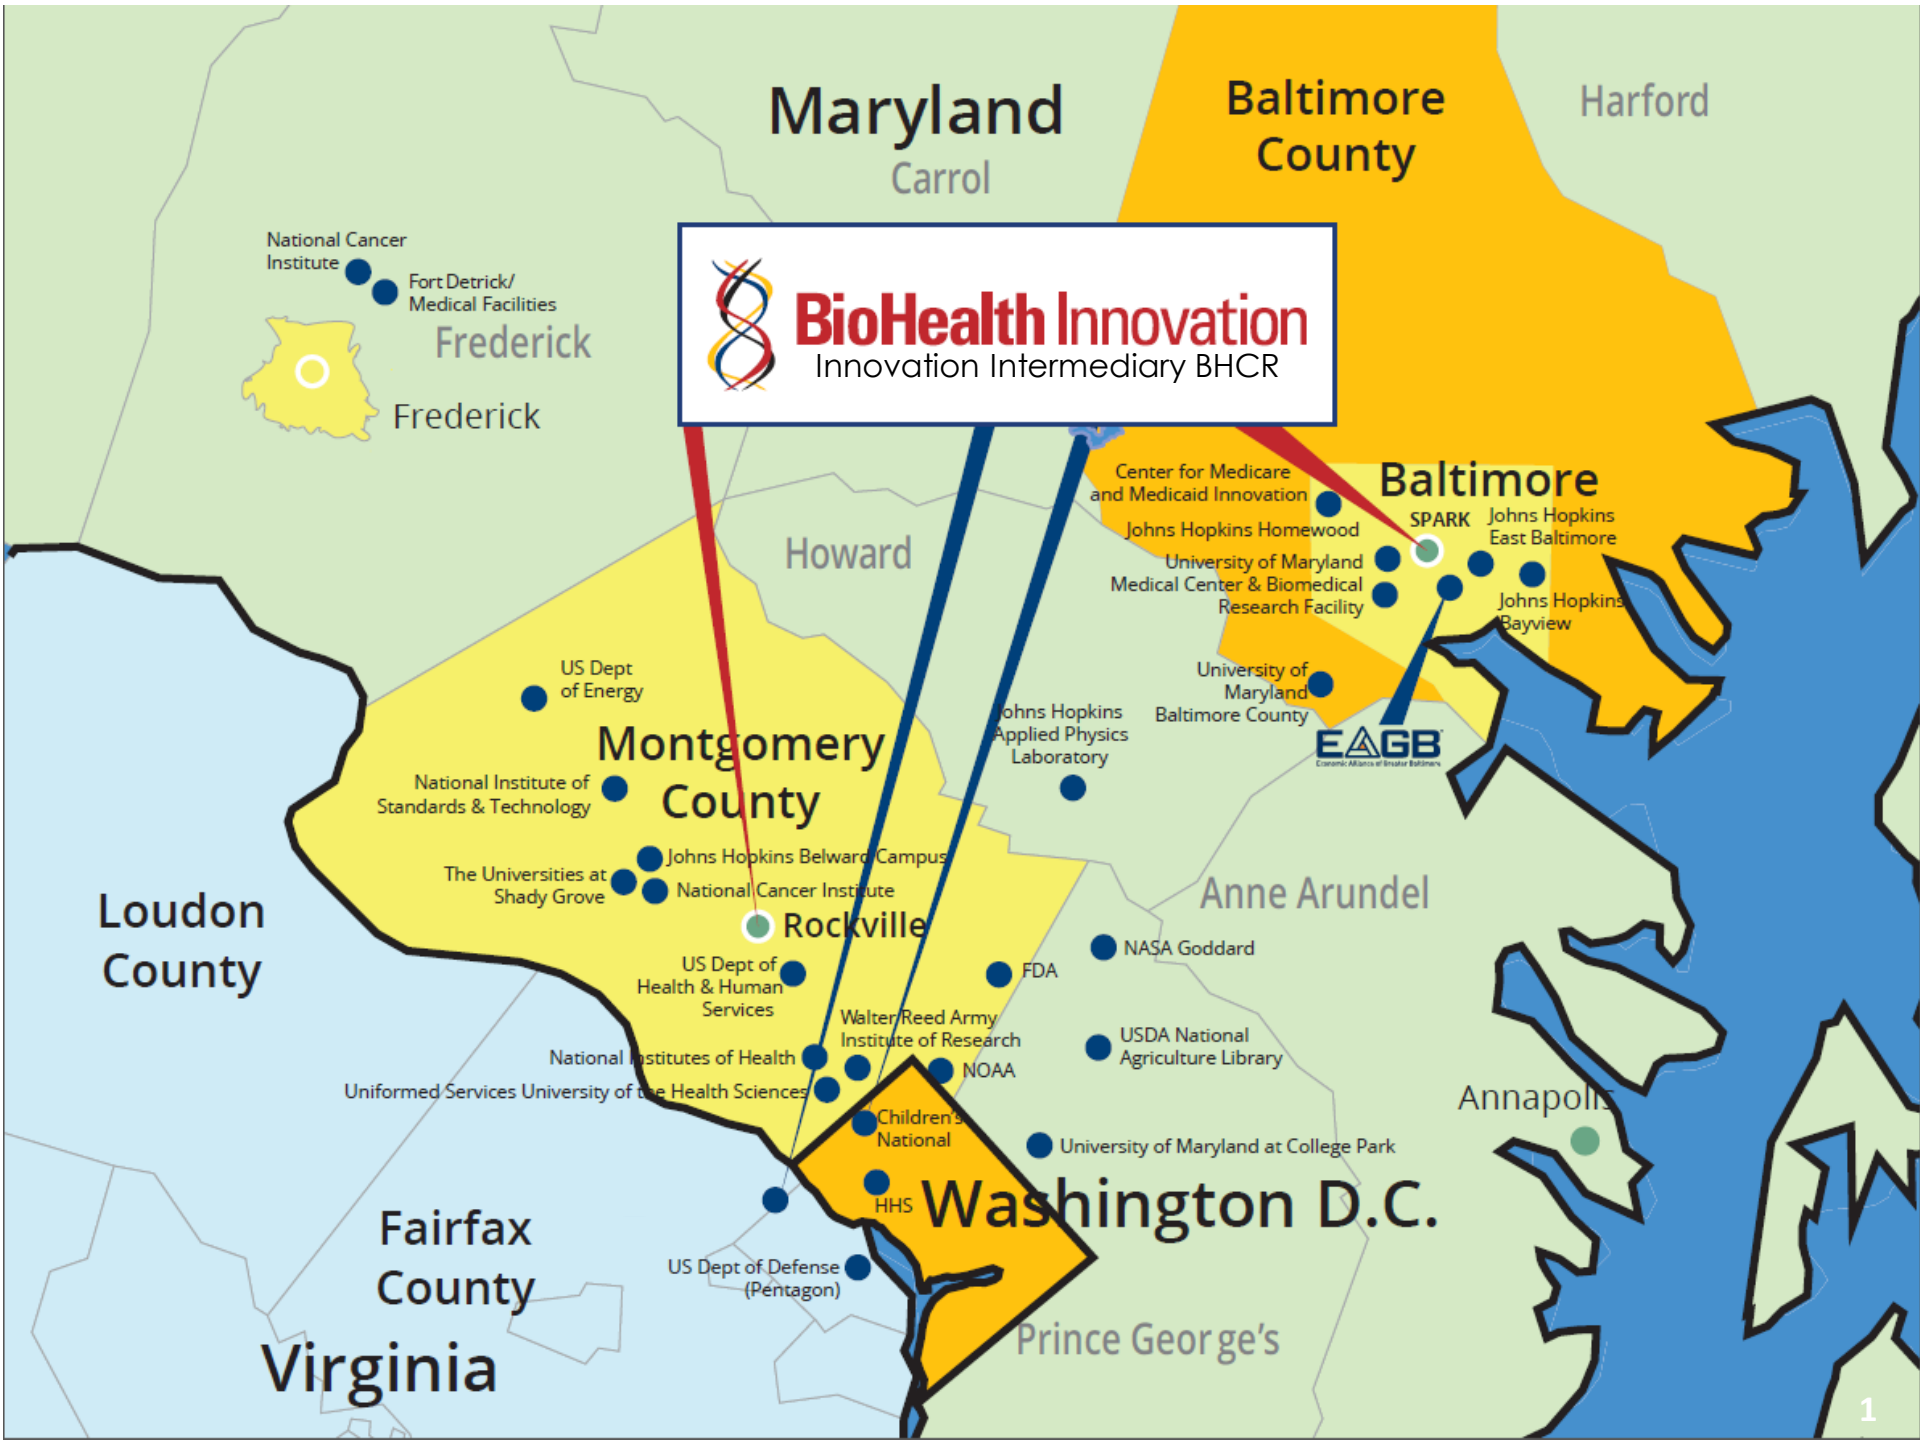 Maryland
Carrol
Baltimore
County
Harford
National Cancer
Institute
Fort Detrick/
Medical Facilities
Frederick
Frederick
BioHealth Innovation
Innovation Intermediary BHCR
Center for Medicare
and Medicaid Innovation
Johns Hopkins Homewood
University of Maryland
Medical Center & Biomedical
Research Facility
Baltimore
SPARK
Johns Hopkins
East Baltimore
Johns Hopkins
Bayview
Howard
University of
Maryland
Baltimore County
EAGB
Economic Alliance of Greater Baltimore
US Dept
of Energy
Montgomery
County
National Institute of
Standards & Technology
Johns Hopkins Applied Physics
Laboratory
Johns Hopkins Belward Campus
The Universities at
Shady Grove
National Cancer Institute
Rockville
Loudon
County
Anne Arundel
US Dept of
Health & Human
Services
FDA
NASA Goddard
Walter Reed Army
Institute of Research
USDA National
Agriculture Library
National Institutes of Health
NOAA
Uniformed Services University of the Health Sciences
Children's
National
Annapolis
University of Maryland at College Park
HHS
Washington D.C.
Fairfax
County
US Dept of Defense
(Pentagon)
Virginia
Prince George's
1